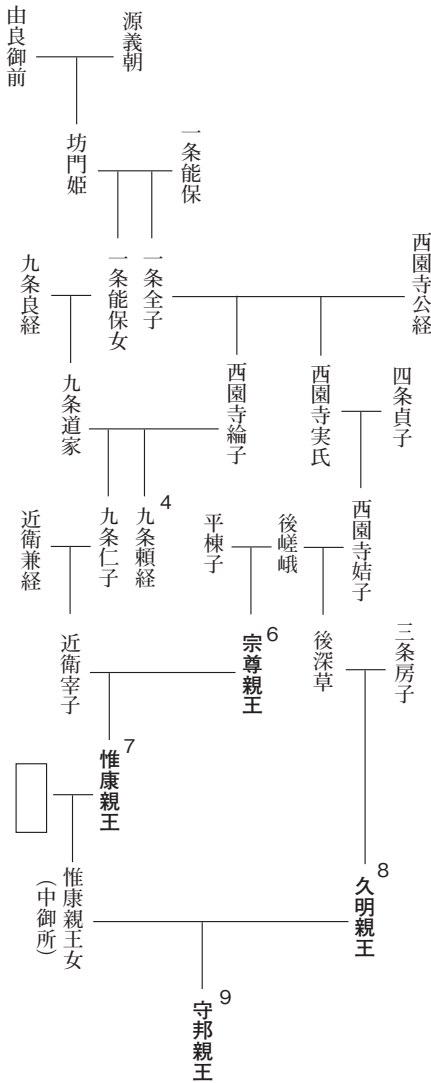 源義朝
由良御前
一条能保
坊門姫
西園寺公経
一条全子
一条能保女
九条良経
四条貞子
西園寺実氏
西園寺綸子
九条道家
西園寺姞子
後嵯峨
平棟子
4
九条頼経
九条仁子
近衛兼経
三条房子
後深草
6
宗尊親王
近衛宰子
7
惟康親王
8
久明親王
惟康親王女
（中御所）
9
守邦親王